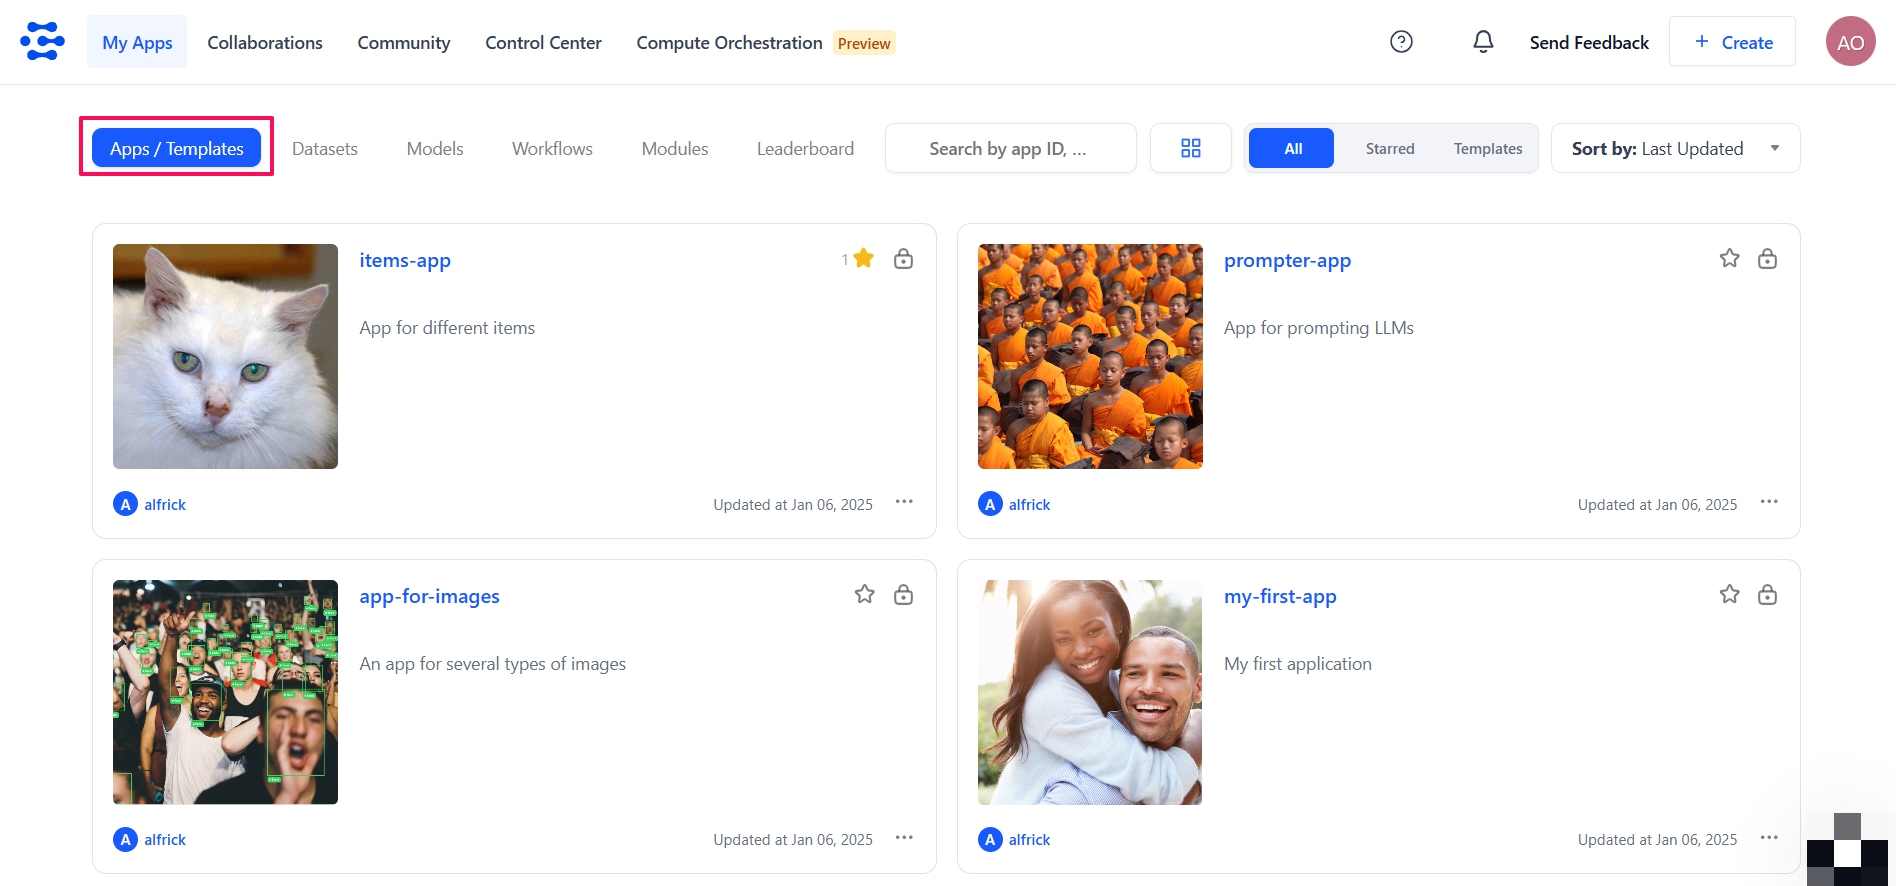 My Apps Collaborations Community Control Center Compute Orchestration Preview Send Feedback + Create AO
Apps / Templates Datasets Models Workflows Modules Leaderboard Search by app ID, ... All Starred Templates Sort by: Last Updated
items-app 1
App for different items
A alfrick Updated at Jan 06, 2025
prompter-app
App for prompting LLMs
A alfrick Updated at Jan 06, 2025
app-for-images
An app for several types of images
A alfrick Updated at Jan 06, 2025
my-first-app
My first application
A alfrick Updated at Jan 06, 2025